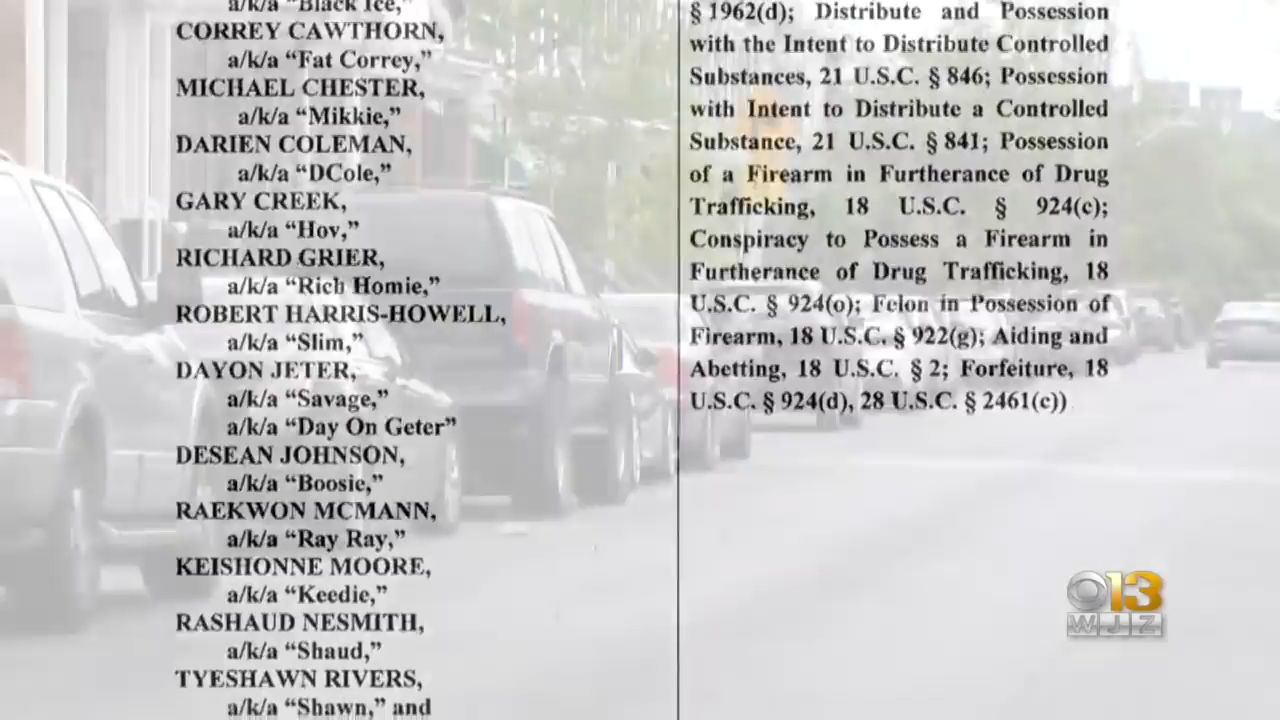 a/k/a “Black Ice,”
CORREY CAWTHORN,
a/k/a “Fat Correy,”
MICHAEL CHESTER,
a/k/a “Mikkie,”
DARIEN COLEMAN,
a/k/a “DCole,”
GARY CREEK,
a/k/a “Hov,”
RICHARD GRIER,
a/k/a “Rich Homie,”
ROBERT HARRIS-HOWELL,
a/k/a “Slim,”
DAYON JETER,
a/k/a “Savage,”
a/k/a “Day On Geter”
DESEAN JOHNSON,
a/k/a “Boosie,”
RAEKWON MCMANN,
a/k/a “Ray Ray,”
KEISHONNE MOORE,
a/k/a “Keedie,”
RASHAUD NESMITH,
a/k/a “Shaud,”
TYESHAWN RIVERS,
a/k/a “Shawn,” and
§ 1962(d); Distribute and Possession
with the Intent to Distribute Controlled
Substances, 21 U.S.C. § 846; Possession
with Intent to Distribute a Controlled
Substance, 21 U.S.C. § 841; Possession
of a Firearm in Furtherance of Drug
Trafficking, 18 U.S.C. § 924(c);
Conspiracy to Possess a Firearm in
Furtherance of Drug Trafficking, 18
U.S.C. § 924(o); Felon in Possession of
Firearm, 18 U.S.C. § 922(g); Aiding and
Abetting, 18 U.S.C. § 2; Forfeiture, 18
U.S.C. § 924(d), 28 U.S.C. § 2461(c))
13
WJZ